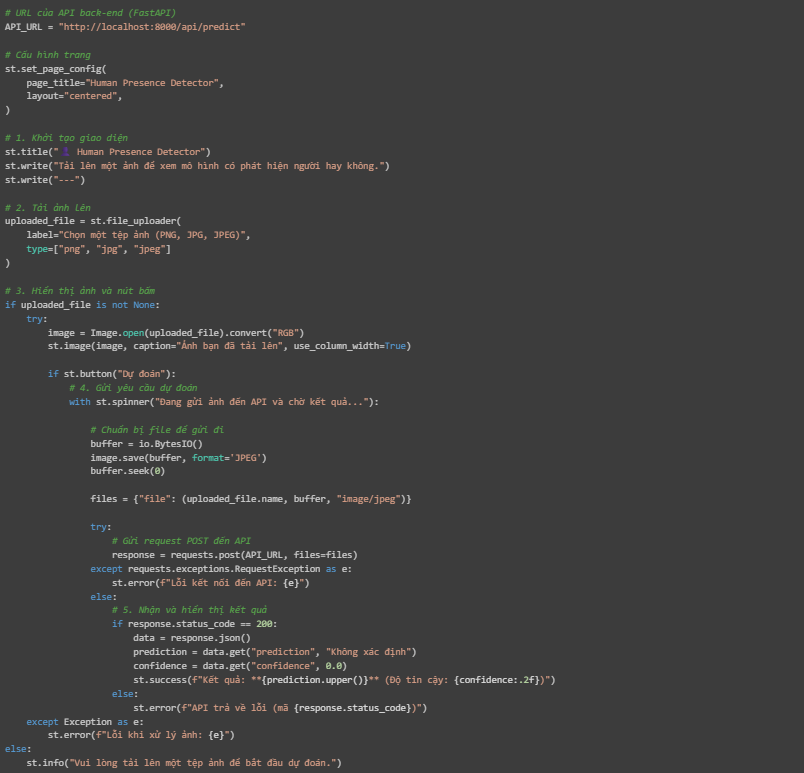 # URL của API back-end (FastAPI)
API_URL = "http://localhost:8000/api/predict"

# Cấu hình trang
st.set_page_config(
    page_title="Human Presence Detector",
    layout="centered",
)

# 1. Khởi tạo giao diện
st.title("🚶 Human Presence Detector")
st.write("Tải lên một ảnh để xem mô hình có phát hiện người hay không.")
st.write("---")

# 2. Tải ảnh lên
uploaded_file = st.file_uploader(
    label="Chọn một tệp ảnh (PNG, JPG, JPEG)",
    type=["png", "jpg", "jpeg"]
)

# 3. Hiển thị ảnh và nút bấm
if uploaded_file is not None:
    try:
        image = Image.open(uploaded_file).convert("RGB")
        st.image(image, caption="Ảnh bạn đã tải lên", use_column_width=True)

        if st.button("Dự đoán"):
            # 4. Gửi yêu cầu dự đoán
            with st.spinner("Đang gửi ảnh đến API và chờ kết quả..."):

                # Chuẩn bị file để gửi đi
                buffer = io.BytesIO()
                image.save(buffer, format='JPEG')
                buffer.seek(0)

                files = {"file": (uploaded_file.name, buffer, "image/jpeg")}

                try:
                    # Gửi request POST đến API
                    response = requests.post(API_URL, files=files)
                except requests.exceptions.RequestException as e:
                    st.error(f"Lỗi kết nối đến API: {e}")
                else:
                    # 5. Nhận và hiển thị kết quả
                    if response.status_code == 200:
                        data = response.json()
                        prediction = data.get("prediction", "Không xác định")
                        confidence = data.get("confidence", 0.0)
                        st.success(f"Kết quả: **{prediction.upper()}** (Độ tin cậy: {confidence:.2f})")
                    else:
                        st.error(f"API trả về lỗi (mã {response.status_code})")
    except Exception as e:
        st.error(f"Lỗi khi xử lý ảnh: {e}")
else:
    st.info("Vui lòng tải lên một tệp ảnh để bắt đầu dự đoán.")